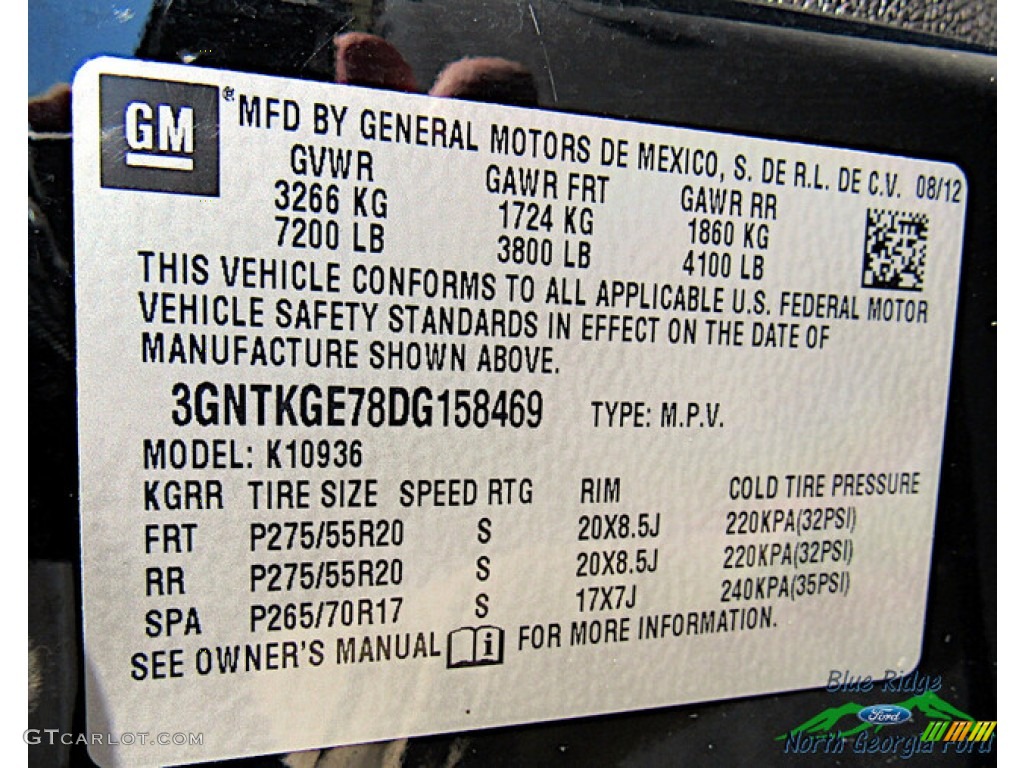 GM ® MFD BY GENERAL MOTORS DE MEXICO, S. DE R.L. DE C.V. 08/12
GVWR GAWR FRT GAWR RR
3266 KG 1724 KG 1860 KG
7200 LB 3800 LB 4100 LB
THIS VEHICLE CONFORMS TO ALL APPLICABLE U.S. FEDERAL MOTOR
VEHICLE SAFETY STANDARDS IN EFFECT ON THE DATE OF
MANUFACTURE SHOWN ABOVE.
3GNTKGE78DG158469 TYPE: M.P.V.
MODEL: K10936
KGRR TIRE SIZE SPEED RTG RIM COLD TIRE PRESSURE
FRT P275/55R20 S 20X8.5J 220KPA(32PSI)
RR P275/55R20 S 20X8.5J 220KPA(32PSI)
SPA P265/70R17 S 17X7J 240KPA(35PSI)
SEE OWNER'S MANUAL i FOR MORE INFORMATION.
Blue Ridge
Ford
North Georgia Ford
GTcarlot.com